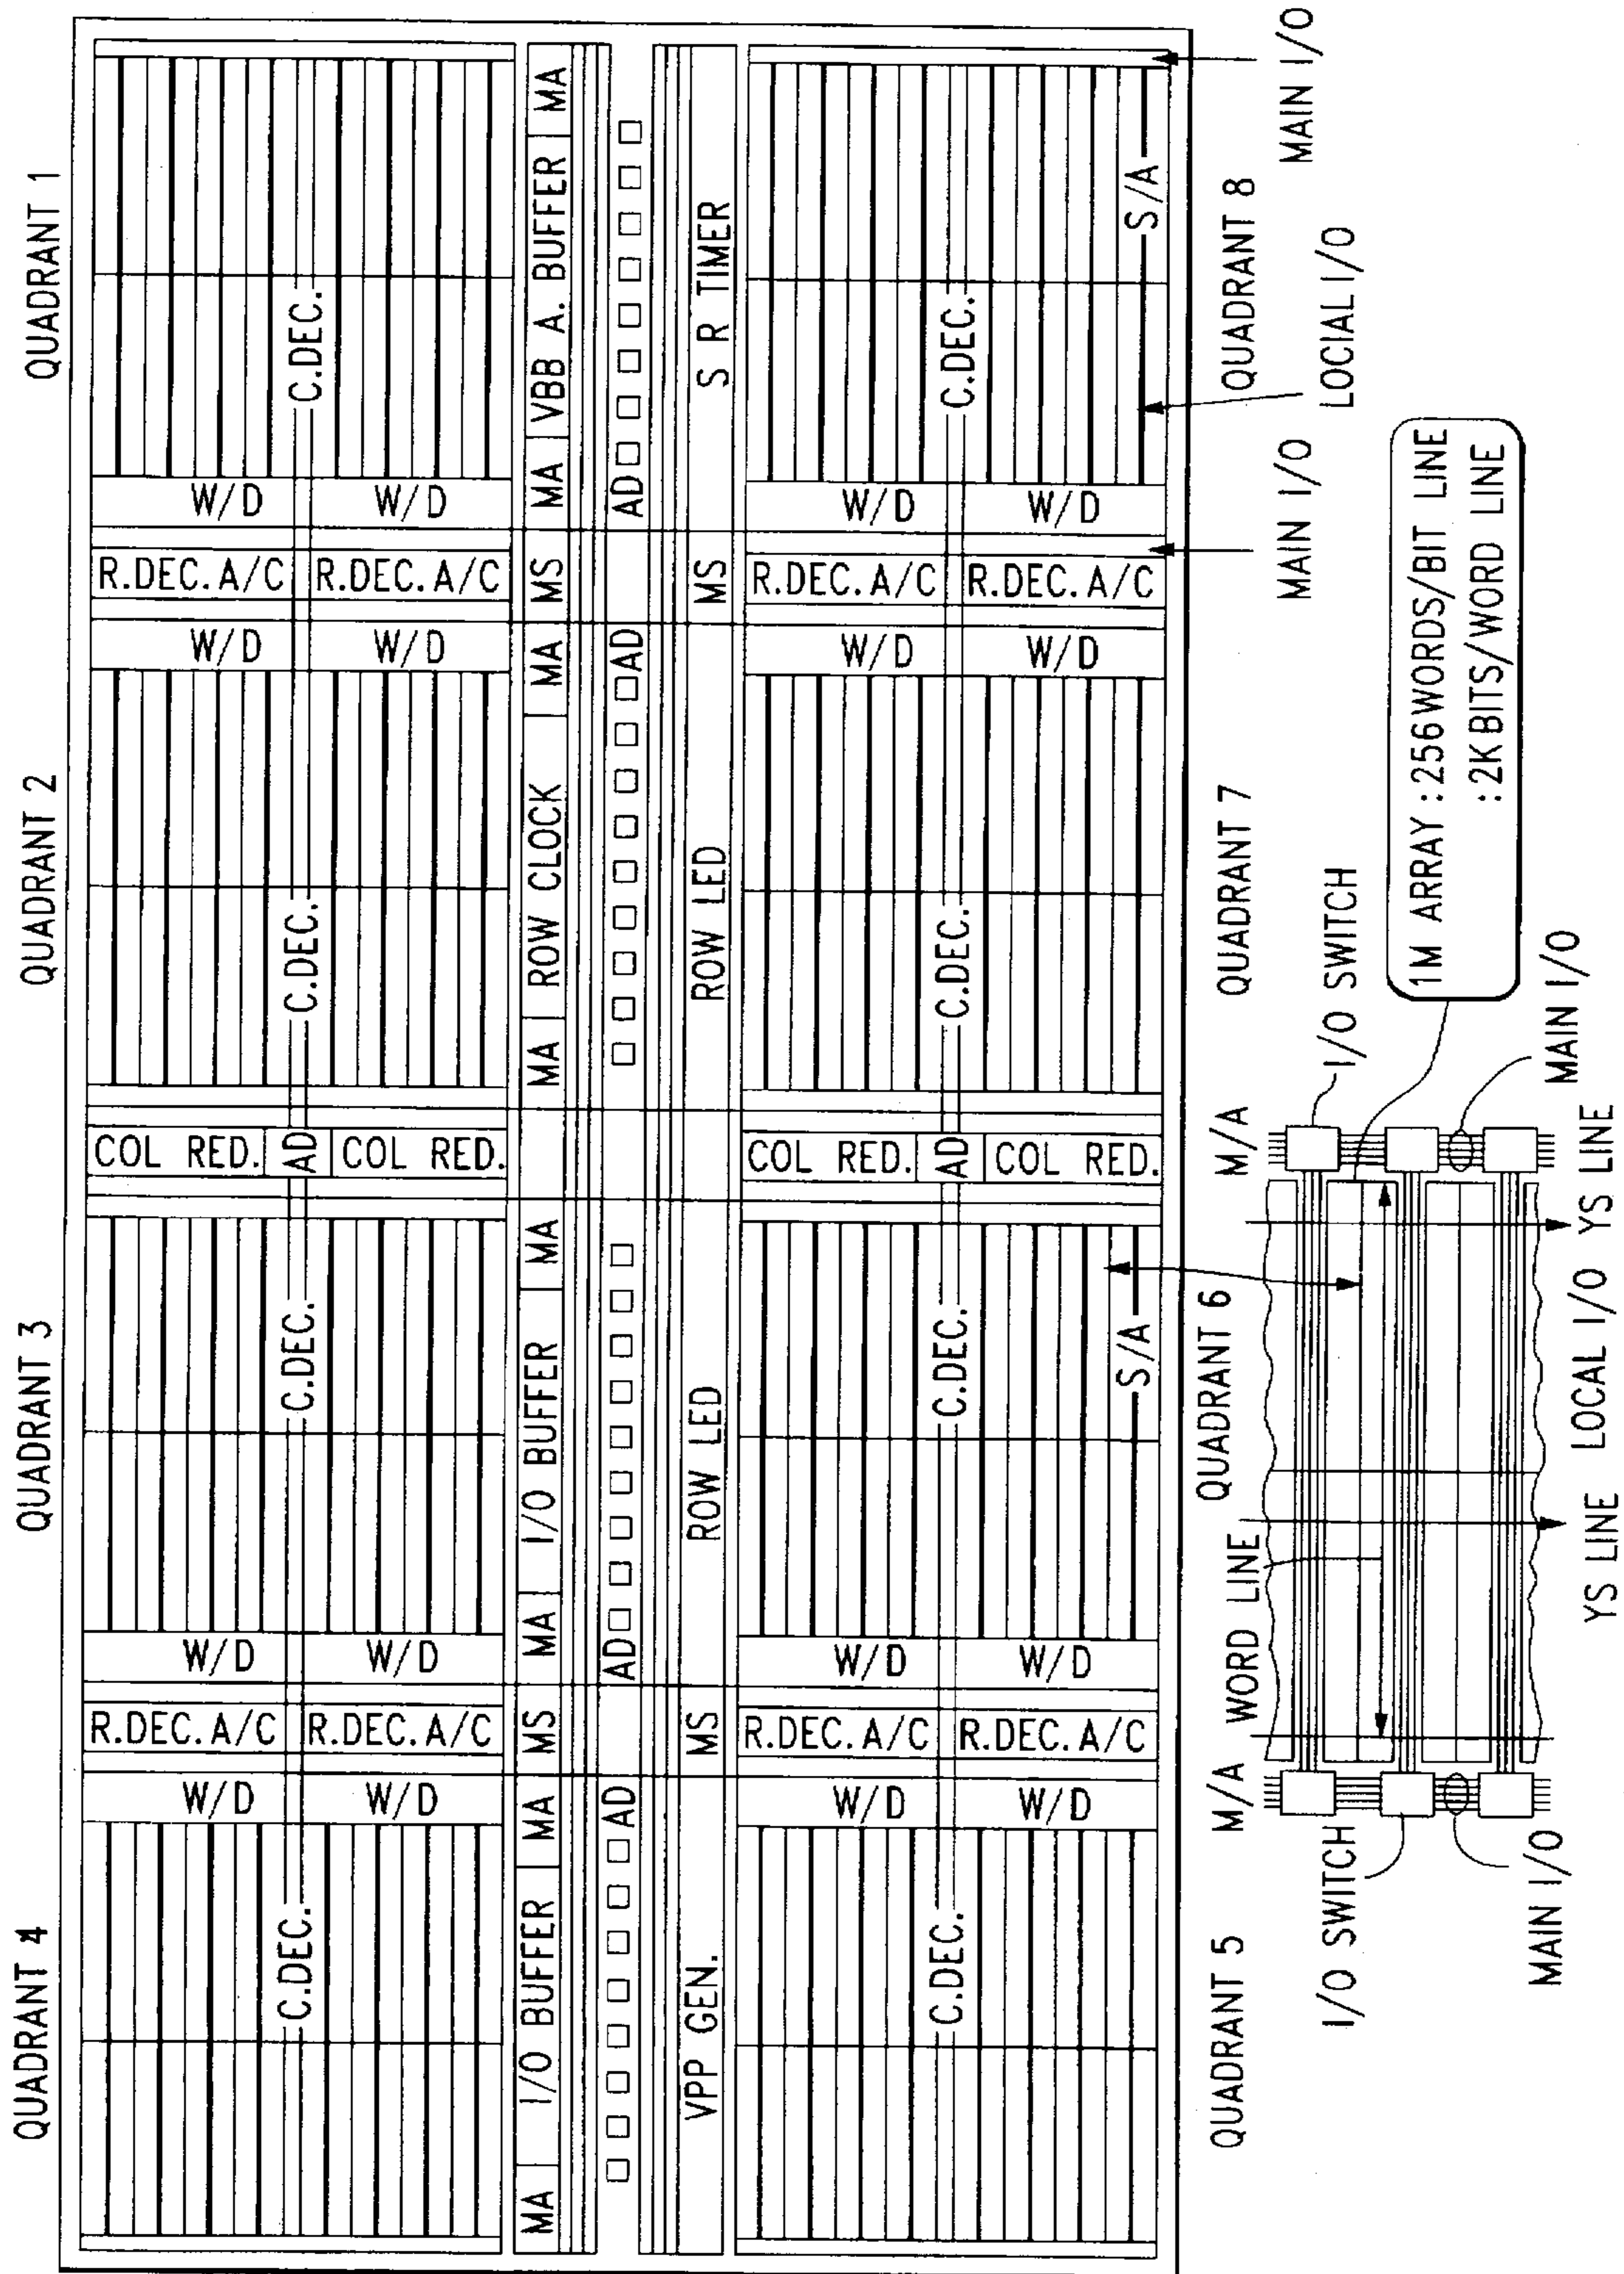 QUADRANT 4 QUADRANT 3 QUADRANT 2 QUADRANT 1
W/D W/D W/D W/D
R.DEC. A/C COL RED. R.DEC. A/C
C.DEC. C.DEC. AD C.DEC. C.DEC.
W/D W/D W/D W/D
R.DEC. A/C COL RED. R.DEC. A/C
MA I/O BUFFER MA MS MA I/O BUFFER MA MA ROW CLOCK MA MS MA VBB A. BUFFER MA
AD AD AD AD
VPP GEN. MS ROW LED ROW LED MS S R TIMER
W/D W/D W/D W/D
R.DEC. A/C COL RED. R.DEC. A/C
C.DEC. C.DEC. AD C.DEC. C.DEC.
W/D W/D W/D W/D
R.DEC. A/C COL RED. R.DEC. A/C
S/A S/A
QUADRANT 5 QUADRANT 6 QUADRANT 7 QUADRANT 8
M/A WORD LINE M/A
MAIN I/O MAIN I/O
LOCIAL I/O
I/O SWITCH I/O SWITCH
1M ARRAY :256WORDS/BIT LINE
:2K BITS/WORD LINE
MAIN I/O MAIN I/O
YS LINE LOCAL I/O YS LINE